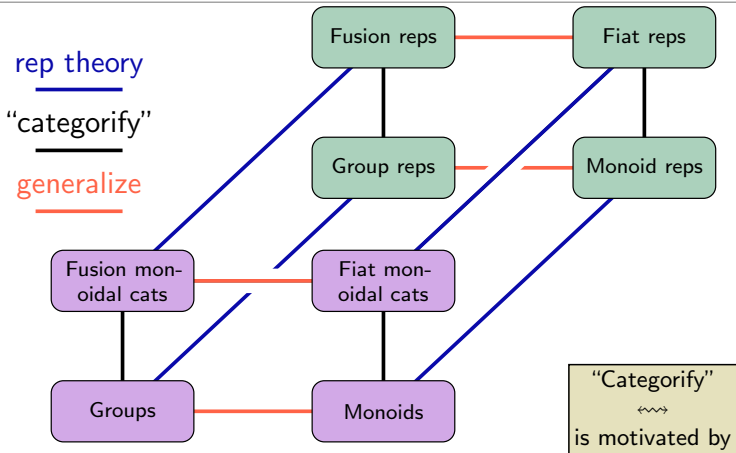 Fusion reps
Fiat reps
rep theory
“categorify”
generalize
Group reps
Monoid reps
Fusion mon-
oidal cats
Fiat mon-
oidal cats
Groups
Monoids
“Categorify”
↭
is motivated by